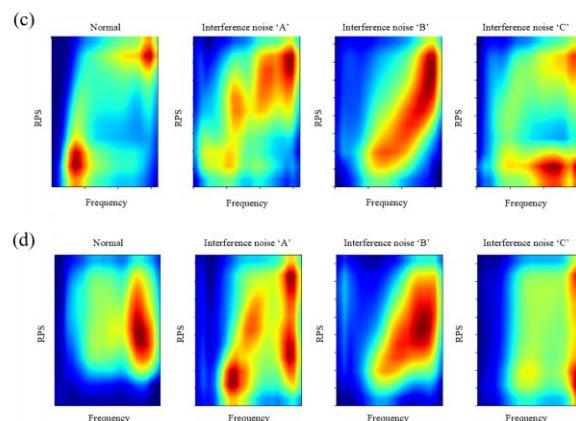 (c)
Normal Interference noise 'A' Interference noise 'B' Interference noise 'C'
RPS RPS RPS RPS
Frequency Frequency Frequency Frequency
(d)
Normal Interference noise 'A' Interference noise 'B' Interference noise 'C'
RPS RPS RPS RPS
Frequency Frequency Frequency Frequency